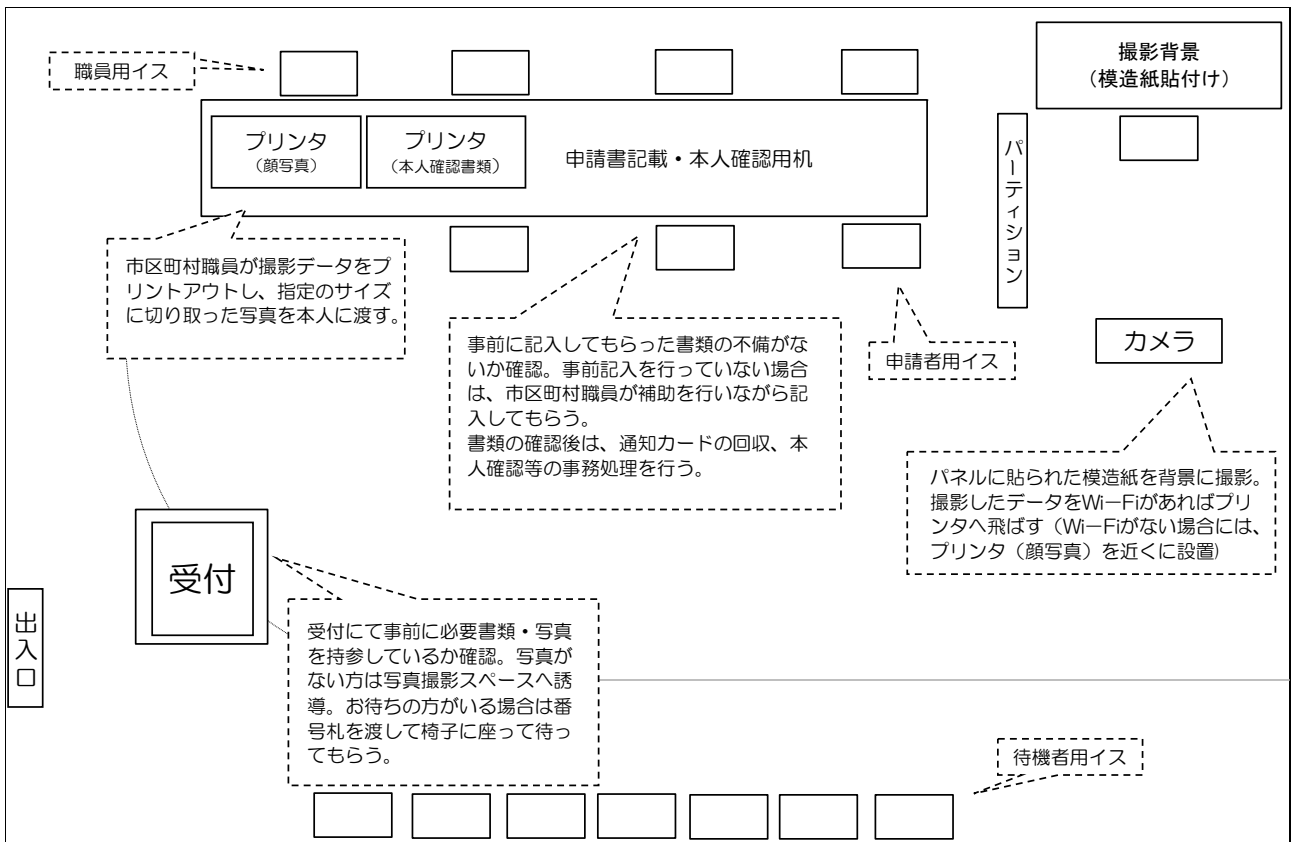 職員用イス
撮影背景
（模造紙貼付け）
プリンタ
（顔写真）
プリンタ
（本人確認書類）
申請書記載・本人確認用机
パーティション
市区町村職員が撮影データをプ
リントアウトし、指定のサイズ
に切り取った写真を本人に渡す。
事前に記入してもらった書類の不備がな
いか確認。事前記入を行っていない場合
は、市区町村職員が補助を行いながら記
入してもらう。
書類の確認後は、通知カードの回収、本
人確認等の事務処理を行う。
申請者用イス
カメラ
パネルに貼られた模造紙を背景に撮影。
撮影したデータをWi－Fiがあればプリ
ンタへ飛ばす（Wi－Fiがない場合には、
プリンタ（顔写真）を近くに設置)
受付
出入口
受付にて事前に必要書類・写真
を持参しているか確認。写真が
ない方は写真撮影スペースへ誘
導。お待ちの方がいる場合は番
号札を渡して椅子に座って待っ
てもらう。
待機者用イス